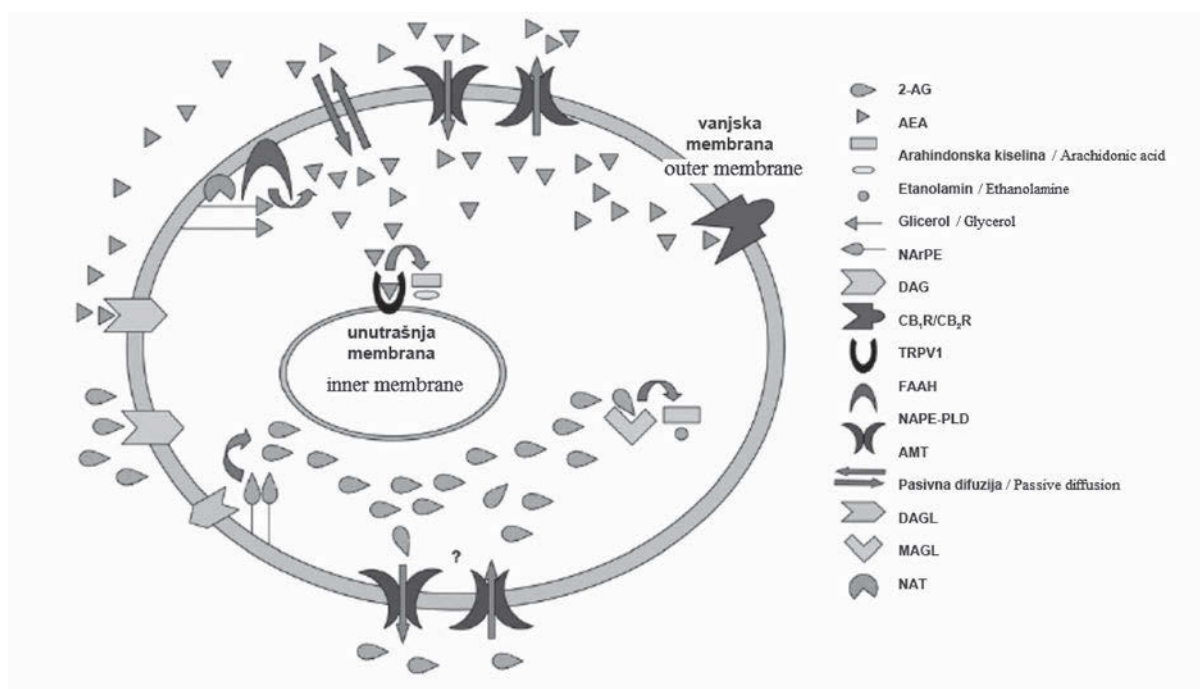 vanjska
membrana
outer membrane
unutrašnja
membrana
inner membrane
?
2-AG
AEA
Arahindonska kiselina / Arachidonic acid
Etanolamin / Ethanolamine
Glicerol / Glycerol
NArPE
DAG
CB₁R/CB₂R
TRPV1
FAAH
NAPE-PLD
AMT
Pasivna difuzija / Passive diffusion
DAGL
MAGL
NAT